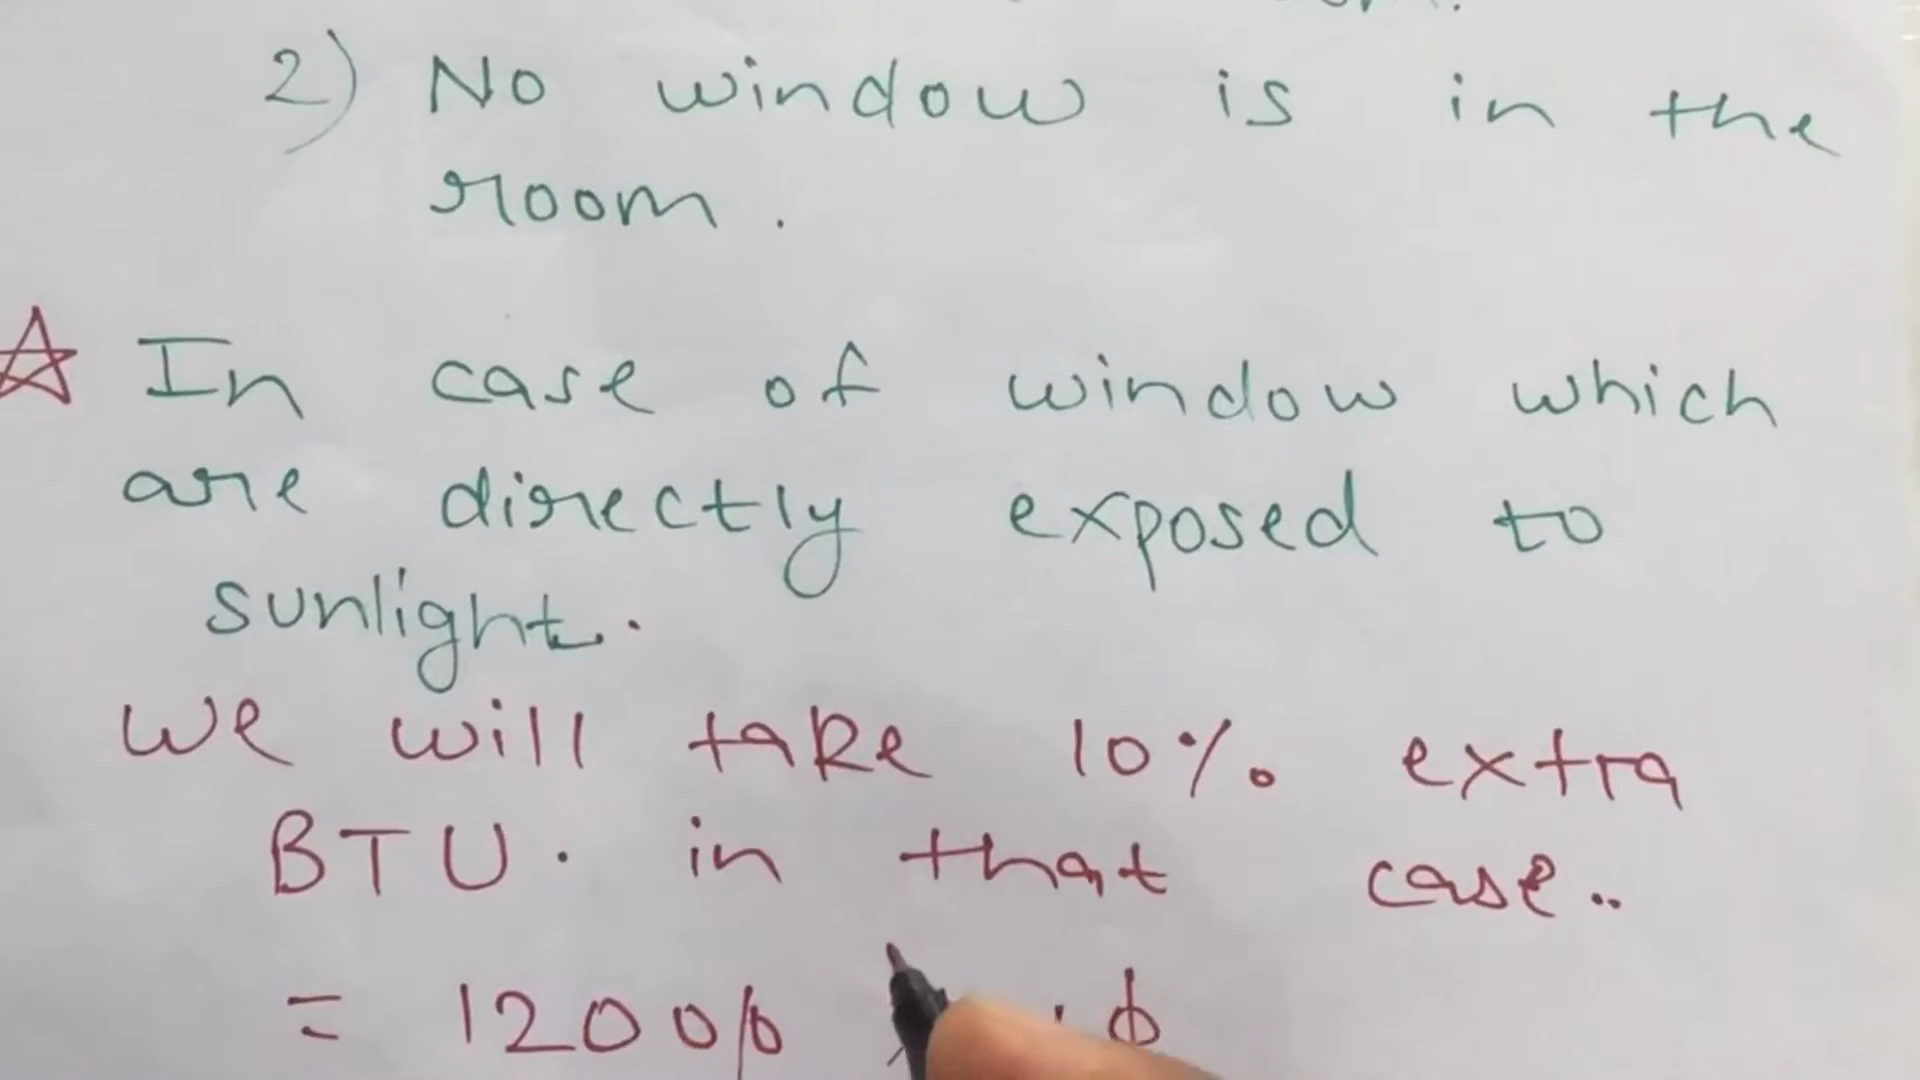 2) No window is in the
room.
In case of window which
are directly exposed to
sunlight.
we will take 10% extra
BTU. in that case..
= 12000